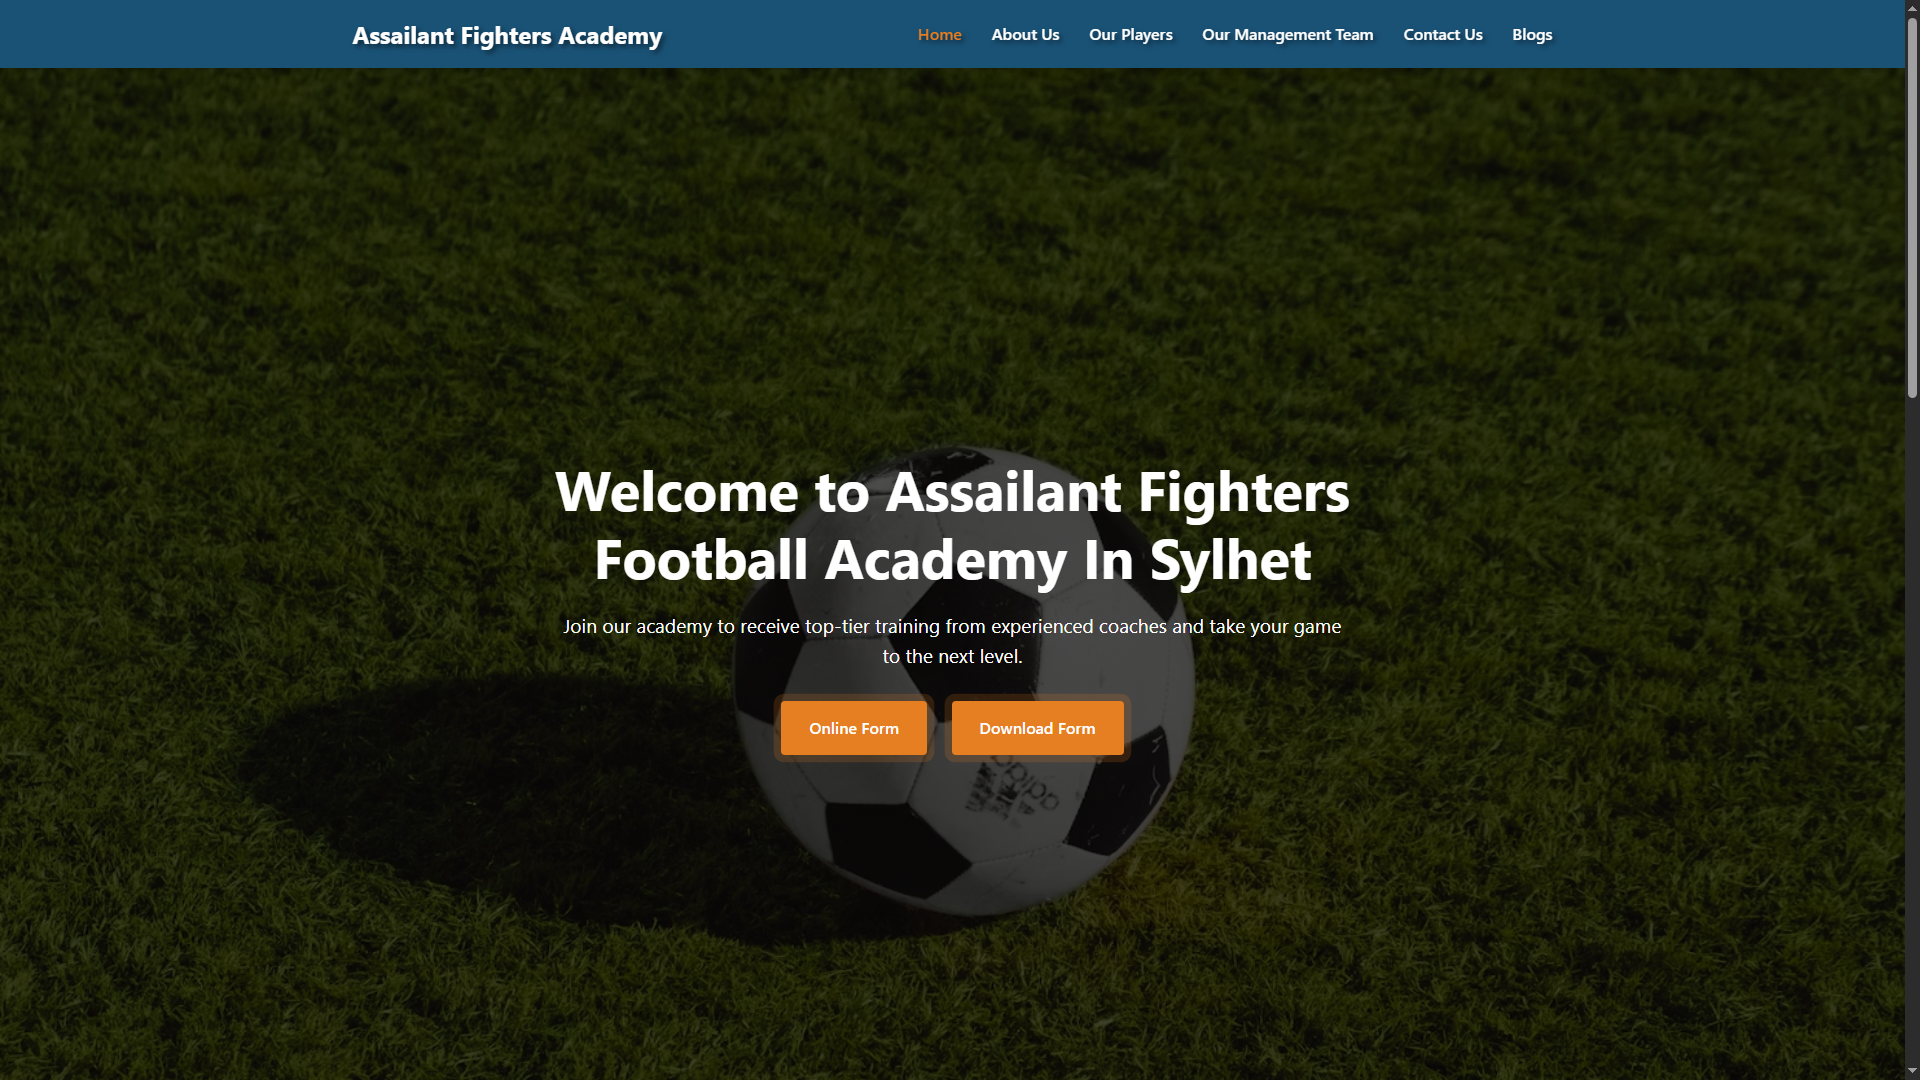 Assailant Fighters Academy
Home
About Us
Our Players
Our Management Team
Contact Us
Blogs
Welcome to Assailant Fighters
Football Academy In Sylhet
Join our academy to receive top-tier training from experienced coaches and take your game
to the next level.
Online Form
Download Form
adidas